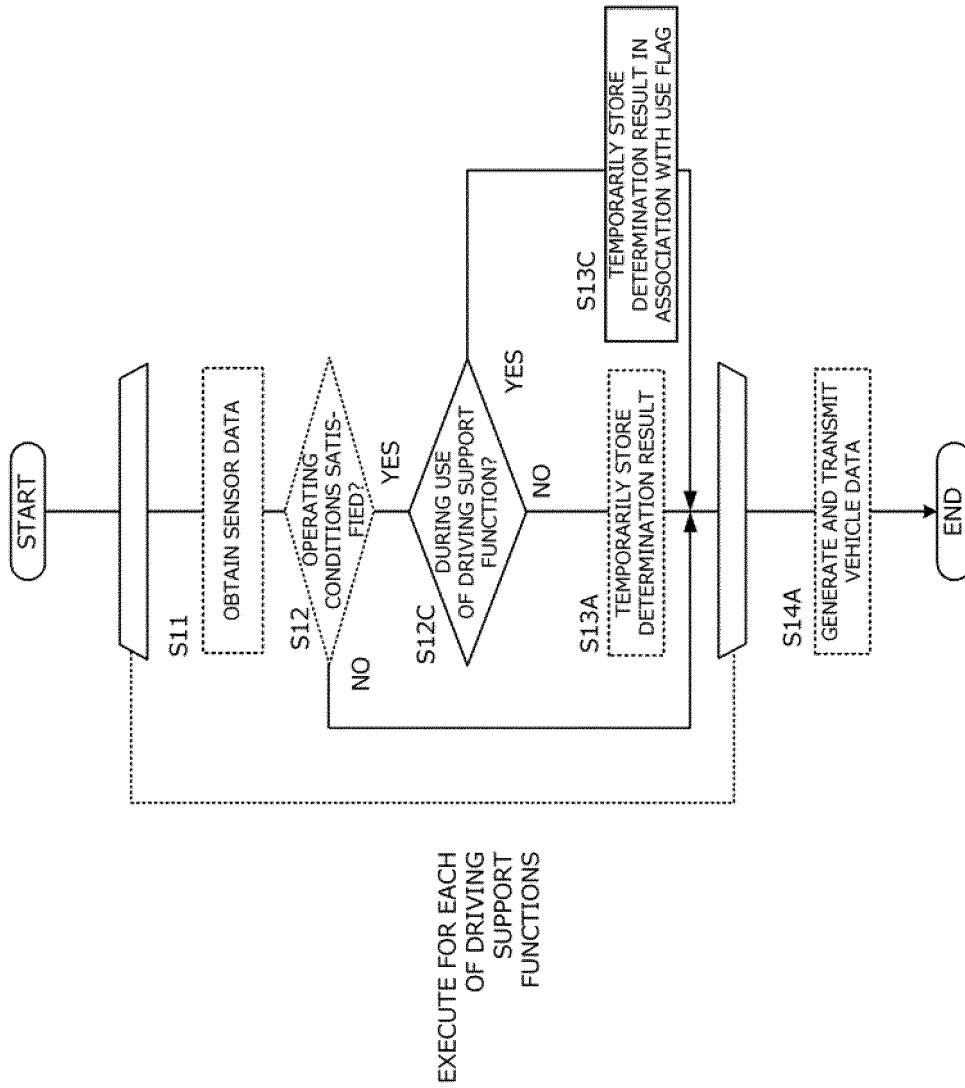 START
S11
OBTAIN SENSOR DATA
S12
OPERATING
CONDITIONS SATIS-
FIED?
NO
YES
S12C
DURING USE
OF DRIVING SUPPORT
FUNCTION?
YES
NO
S13A
TEMPORARILY STORE
DETERMINATION RESULT
S13C
TEMPORARILY STORE
DETERMINATION RESULT IN
ASSOCIATION WITH USE FLAG
S14A
GENERATE AND TRANSMIT
VEHICLE DATA
END
EXECUTE FOR EACH
OF DRIVING
SUPPORT
FUNCTIONS